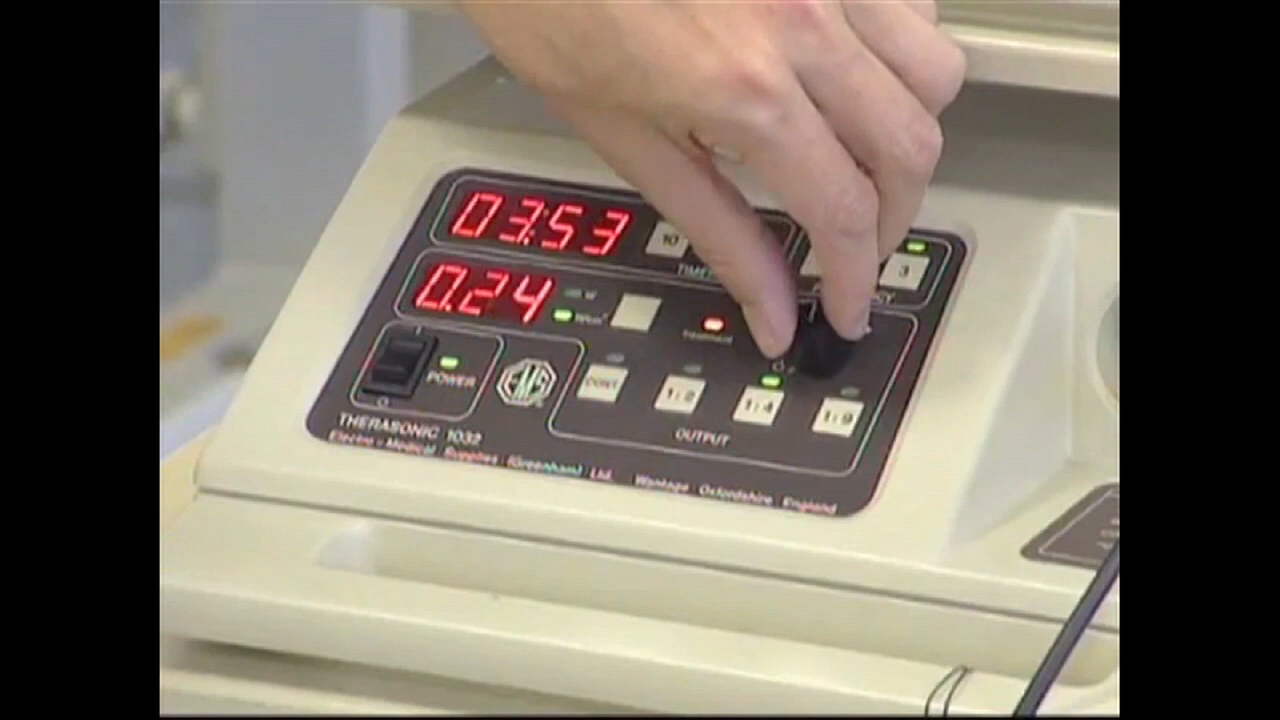 03:53 10
3
0.24 W
W/cm²
treatment
POWER
EMS
CONT 1:2 1:4 1:9
OUTPUT
THERASONIC 1032
Electro-Medical Supplies (Greenham) Ltd. Wantage Oxfordshire England